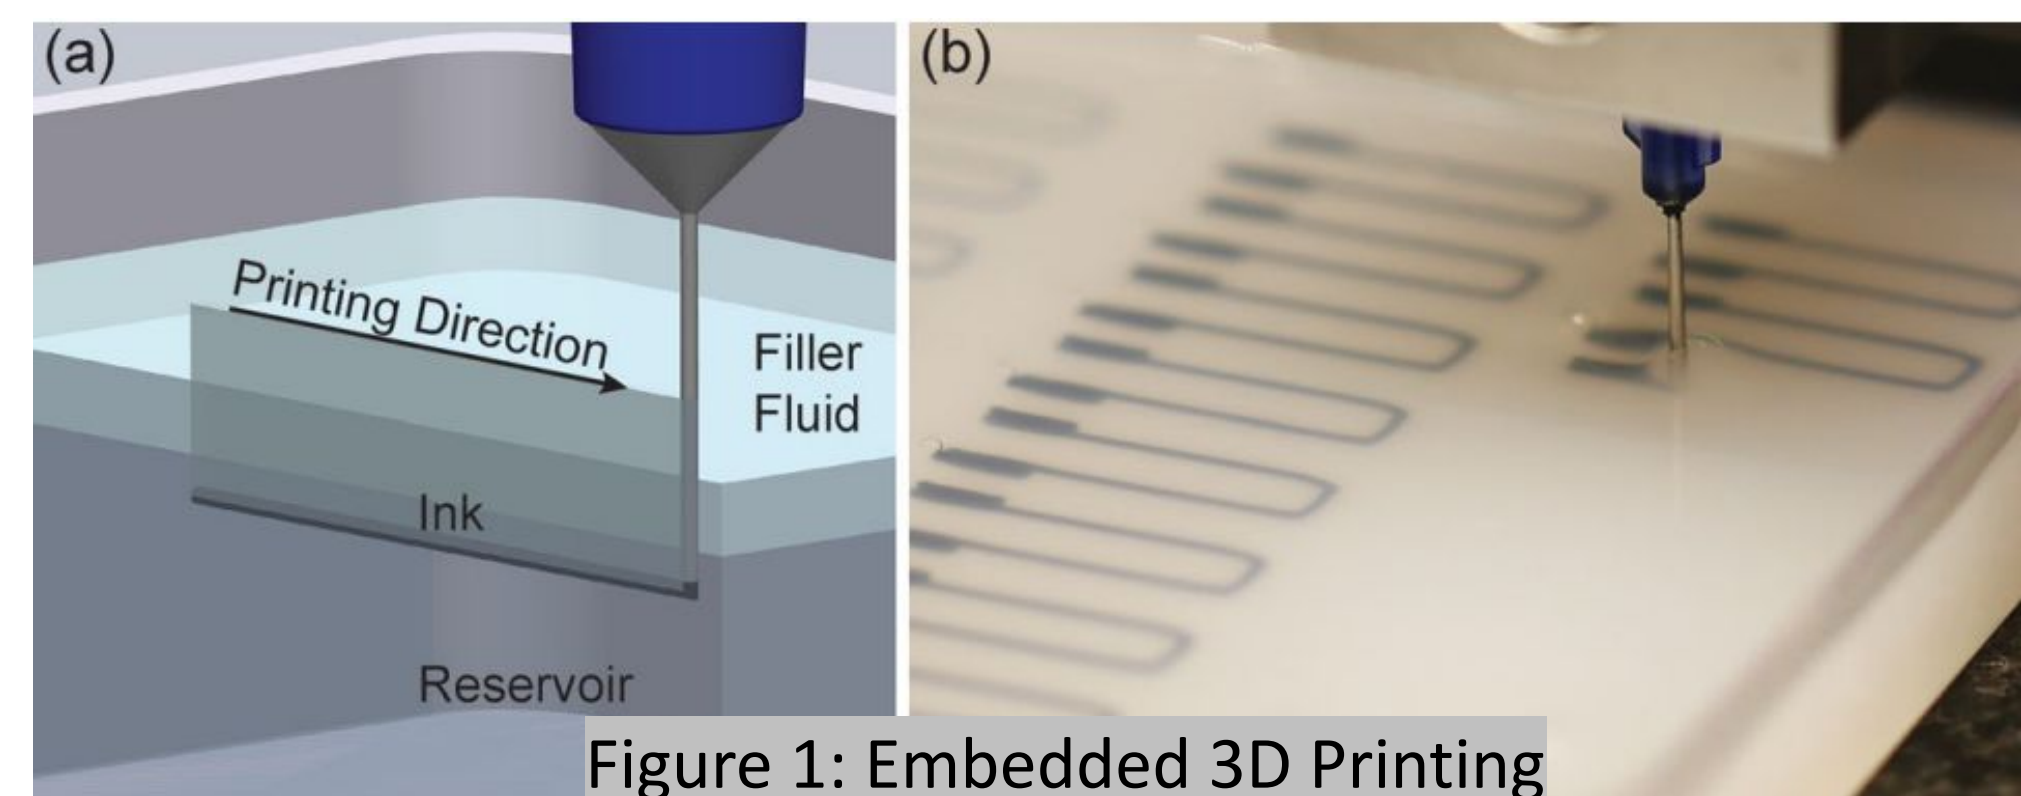 (a)
Printing Direction
Filler
Fluid
Ink
Reservoir
(b)
Figure 1: Embedded 3D Printing